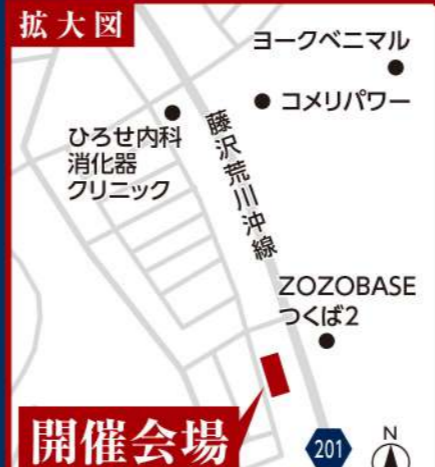 拡大図
ヨークベニマル
コメリパワー
ひろせ内科
消化器
クリニック
藤沢荒川沖線
ZOZOBASE
つくば2
開催会場
201
N